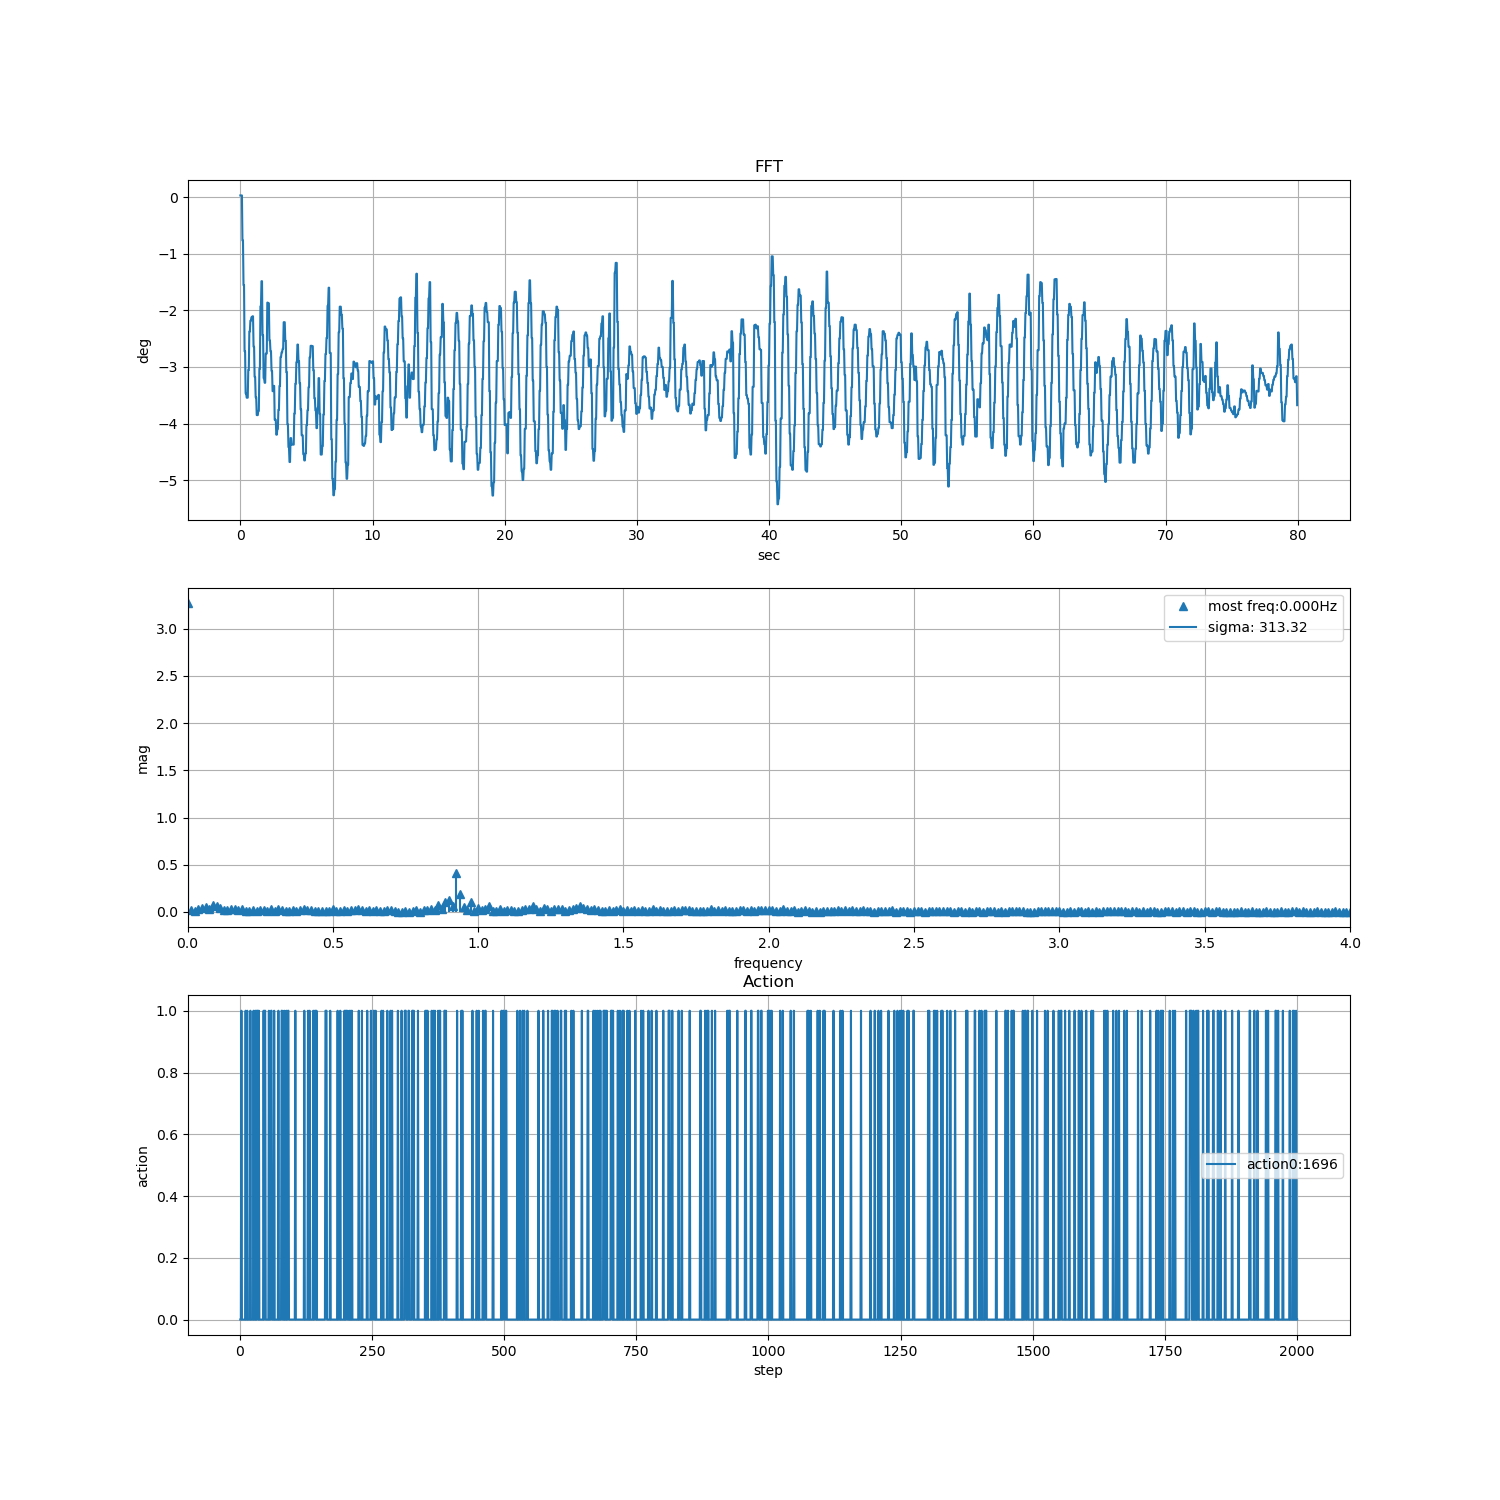 FFT
0
−1
−2
−3
−4
−5
deg
0 10 20 30 40 50 60 70 80
sec
most freq:0.000Hz
sigma: 313.32
3.0
2.5
2.0
1.5
1.0
0.5
0.0
mag
0.0 0.5 1.0 1.5 2.0 2.5 3.0 3.5 4.0
frequency
Action
1.0
0.8
0.6
0.4
0.2
0.0
action
action0:1696
0 250 500 750 1000 1250 1500 1750 2000
step